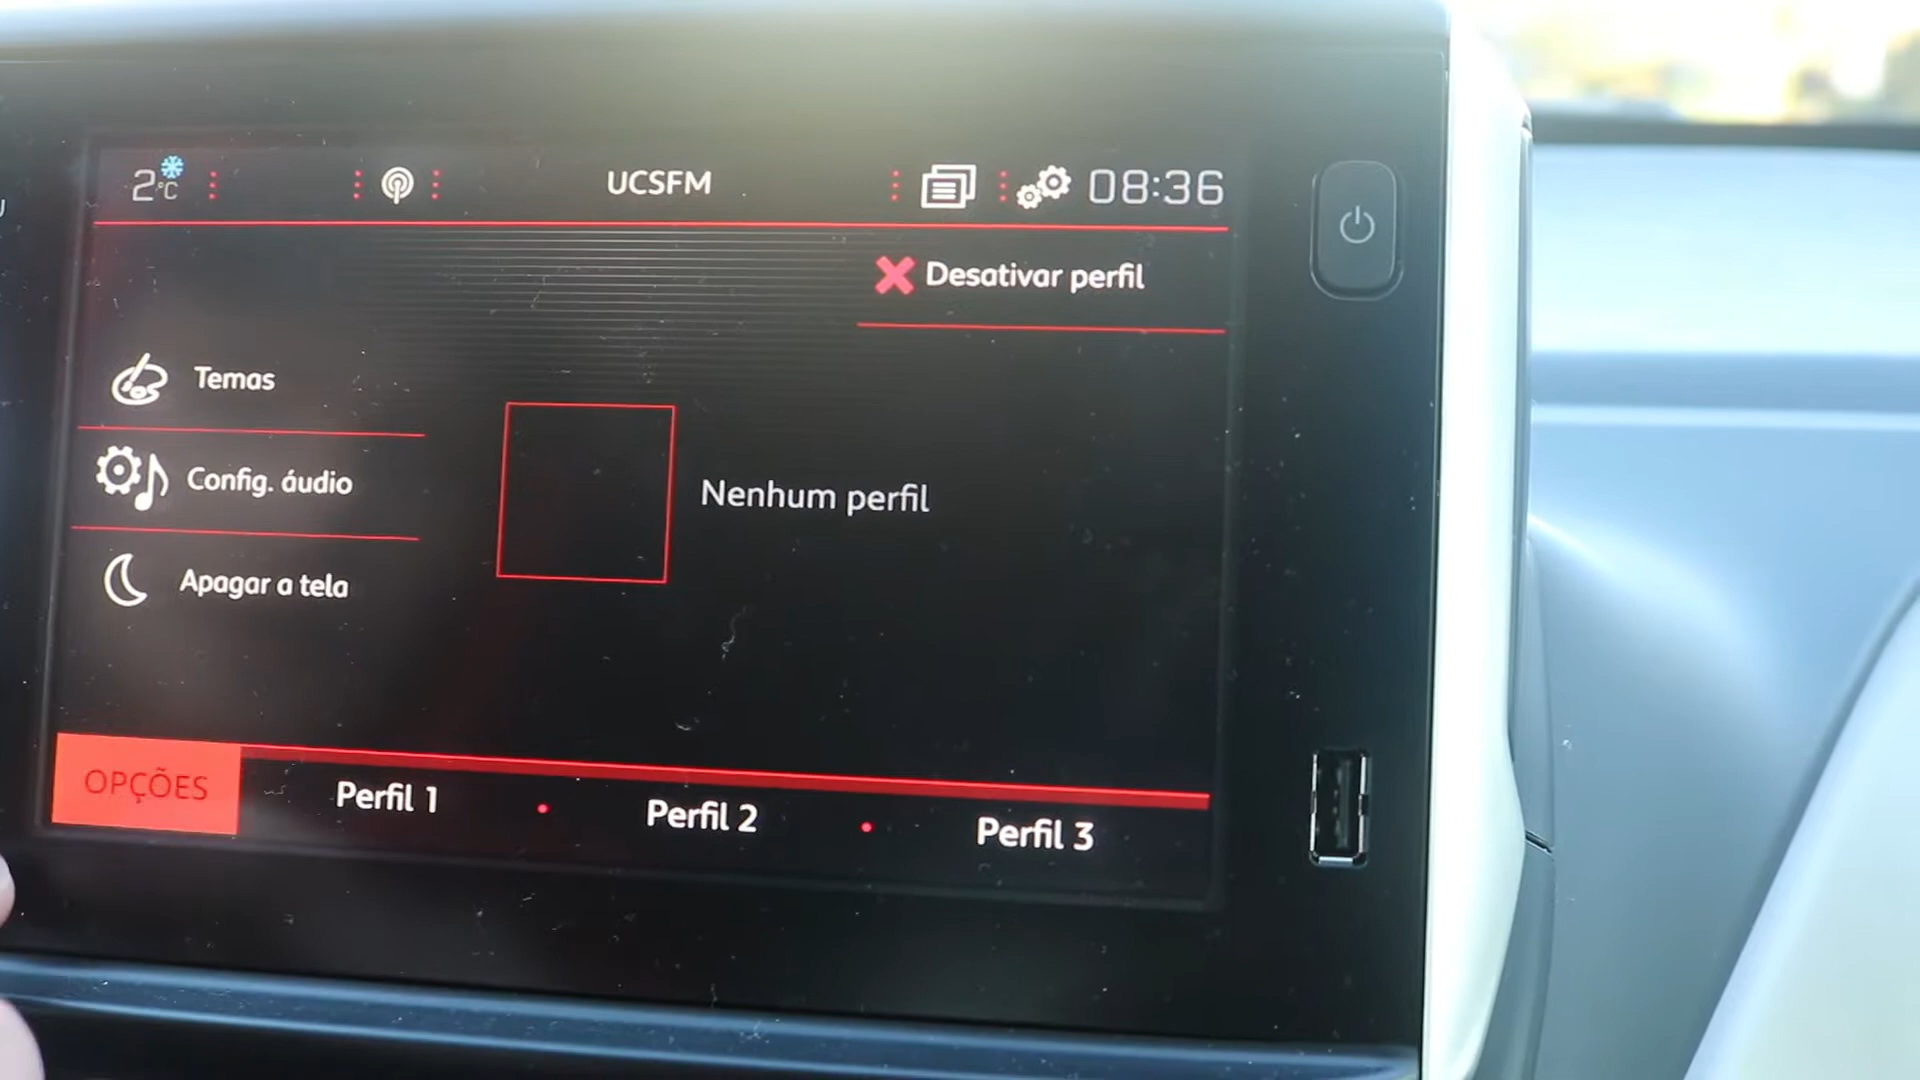 2°C
UCSFM
08:36
Desativar perfil
Temas
Config. áudio
Apagar a tela
Nenhum perfil
OPÇÕES
Perfil 1
Perfil 2
Perfil 3